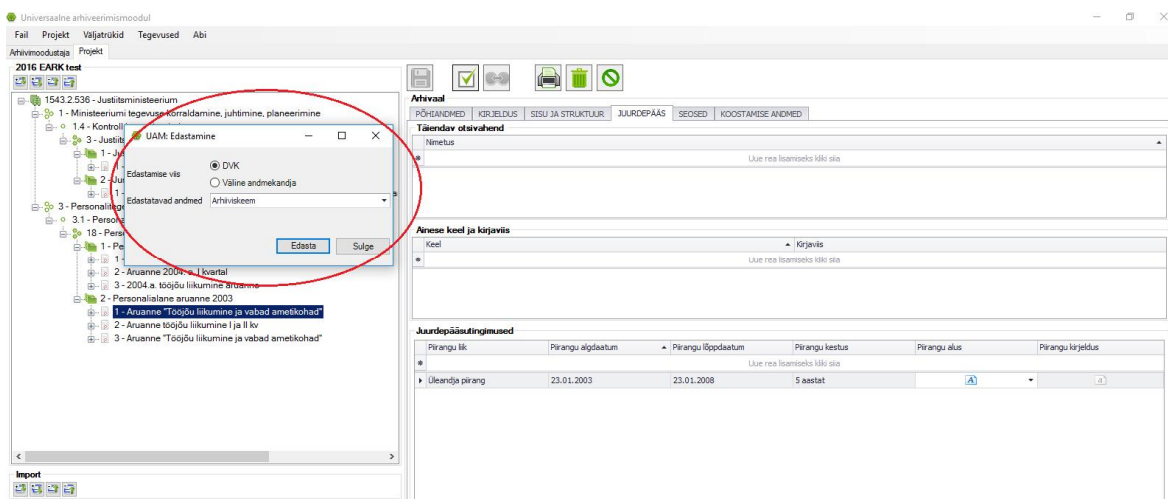 Universaalne arhiveerimismoodul
Fail Projekt Väljatrükid Tegevused Abi
Arhiivimoodustaja Projekt
2016 EARK test
1543.2.536 - Justiitsministeerium
1 - Ministeeriumi tegevuse korraldamine, juhtimine, planeerimine
1.4 - Kontroll
3 - Justiits
1 - Ju
1 -
2 - Jus
1 -
3 - Personalitege
3.1 - Persona
18 - Perso
1 - Pe
1 -
2 - Aruanne 2004. a. I kvartal
3 - 2004.a. tööjõu liikumine aruanne
2 - Personalialane aruanne 2003
1 - Aruanne "Tööjõu liikumine ja vabad ametikohad"
2 - Aruanne tööjõu liikumine I ja II kv
3 - Aruanne "Tööjõu liikumine ja vabad ametikohad"
Import
UAM: Edastamine
Edastamise viis
DVK
Väline andmekandja
Edastatavad andmed Arhiiviskeem
Edasta Sulge
Arhivaal
PÕHIANDMED KIRJELDUS SISU JA STRUKTUUR JUURDEPÄÄS SEOSED KOOSTAMISE ANDMED
Täiendav otsivahend
Nimetus
Uue rea lisamiseks kliki siia
Ainese keel ja kirjaviis
Keel Kirjaviis
Uue rea lisamiseks kliki siia
Juurdepääsutingimused
Piirangu liik Piirangu algdaatum Piirangu lõppdaatum Piirangu kestus Piirangu alus Piirangu kirjeldus
Uue rea lisamiseks kliki siia
Üleandja piirang 23.01.2003 23.01.2008 5 aastat A a